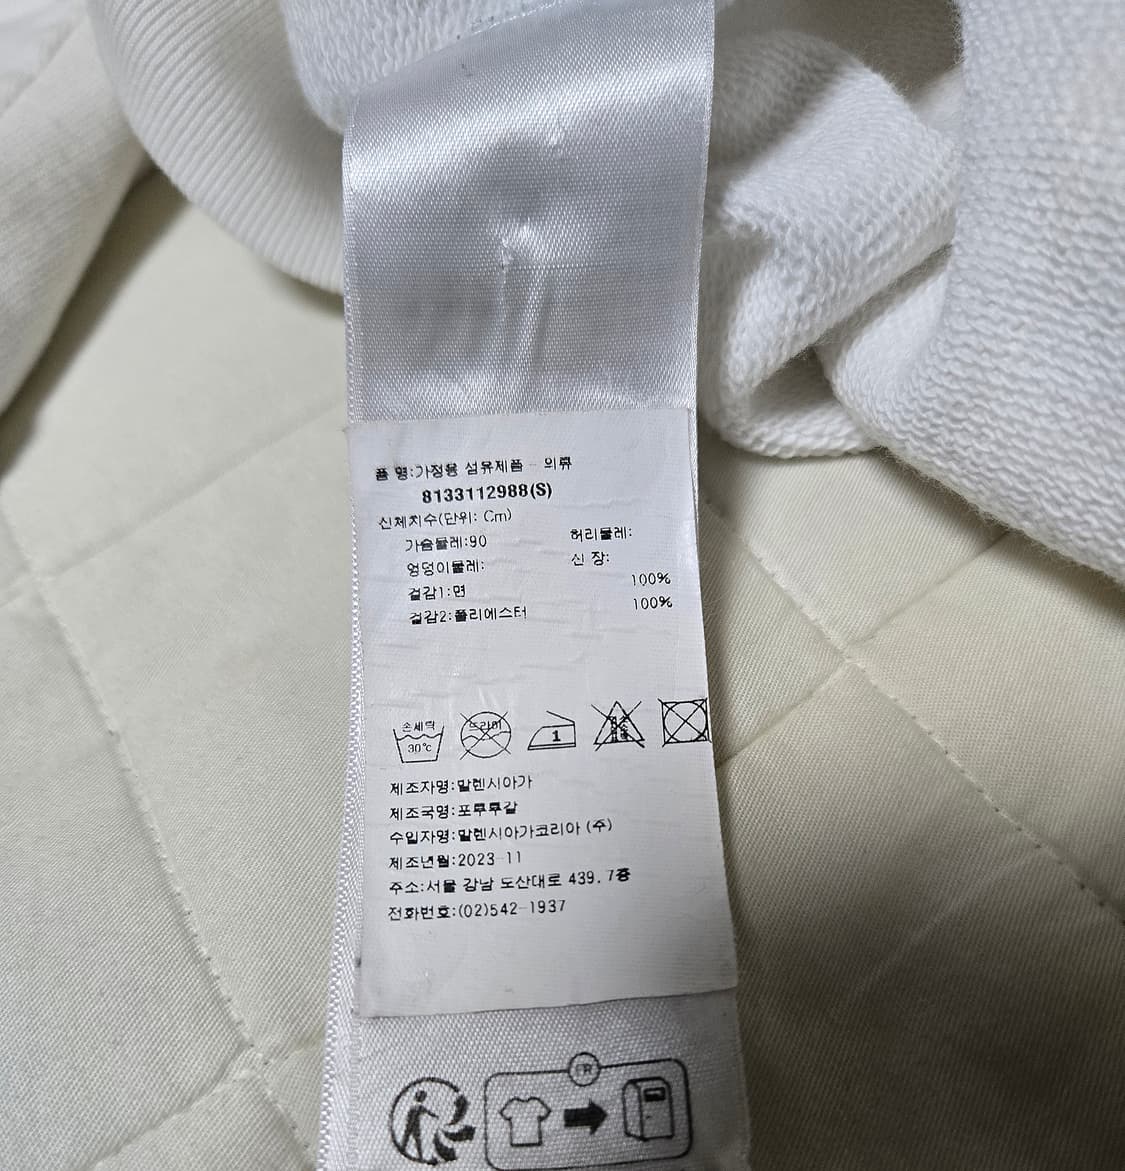 품 명:가정용 섬유제품 - 의류
8133112988(S)
신체치수(단위: Cm)
가슴둘레:90 허리둘레:
엉덩이둘레: 신 장:
겉감1:면 100%
겉감2:폴리에스터 100%
손세탁 드라이
30℃ 1 표백
제조자명:발렌시아가
제조국명:포루투갈
수입자명:발렌시아가코리아 (주)
제조년월:2023-11
주소:서울 강남 도산대로 439. 7층
전화번호:(02)542-1937
FR